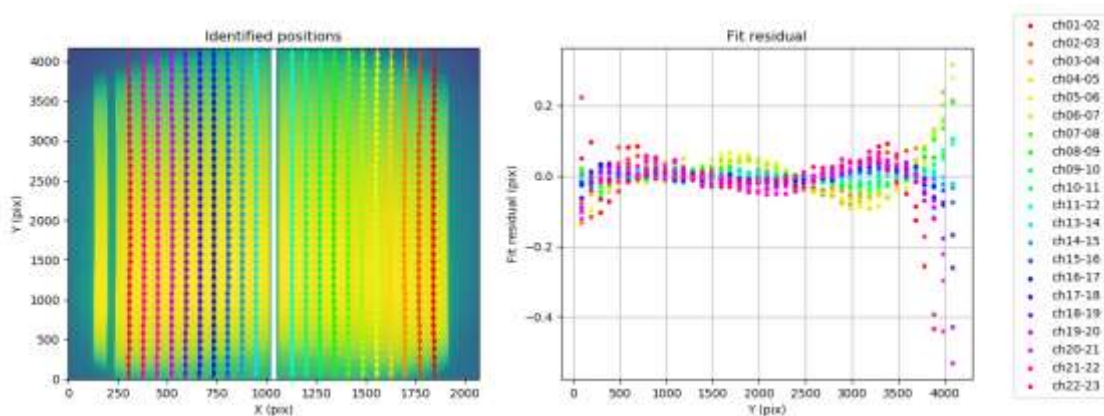 Identified positions
4000
3500
3000
2500
2000
1500
1000
500
0
Y (pix)
0 250 500 750 1000 1250 1500 1750 2000
X (pix)
Fit residual
0.2
0.0
−0.2
−0.4
Fit residual (pix)
0 500 1000 1500 2000 2500 3000 3500 4000
Y (pix)
ch01-02
ch02-03
ch03-04
ch04-05
ch05-06
ch06-07
ch07-08
ch08-09
ch09-10
ch10-11
ch11-12
ch13-14
ch14-15
ch15-16
ch16-17
ch17-18
ch18-19
ch19-20
ch20-21
ch21-22
ch22-23